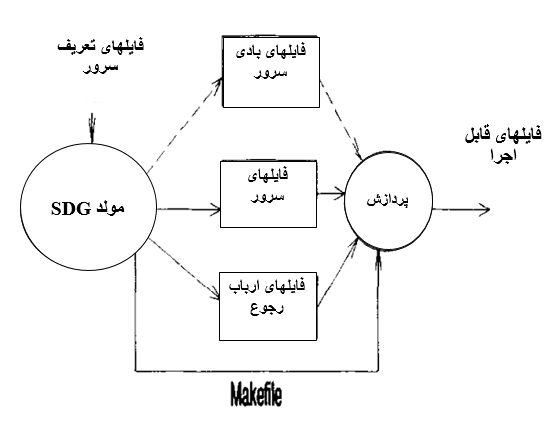 فایلهای تعریف
سرور
فایلهای بادی
سرور
فایلهای قابل
اجرا
مولد SDG
فایلهای
سرور
پردازش
فایلهای ارباب
رجوع
Makefile